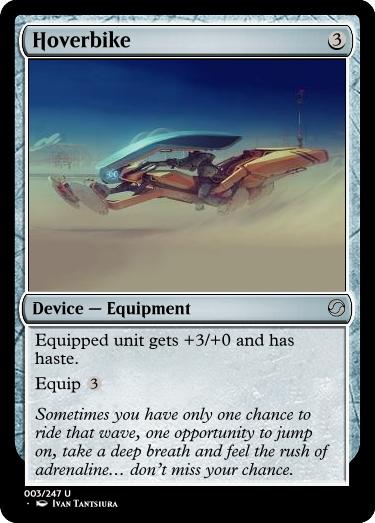 Hoverbike
3
Device — Equipment
Equipped unit gets +3/+0 and has
haste.
Equip 3
Sometimes you have only one chance to
ride that wave, one opportunity to jump
on, take a deep breath and feel the rush of
adrenaline... don't miss your chance.
003/247 U
· Ivan Tantsiura